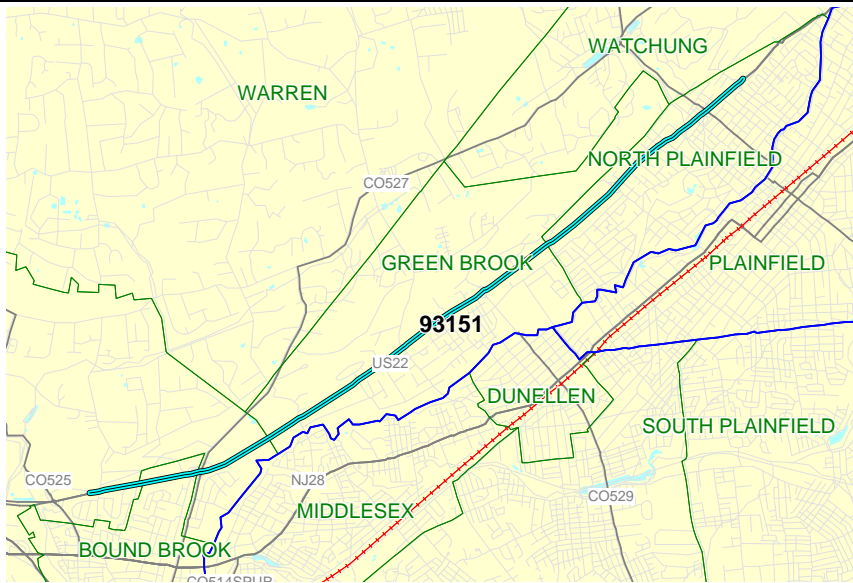 WATCHUNG
WARREN
NORTH PLAINFIELD
CO527
GREEN BROOK
PLAINFIELD
93151
US22
DUNELLEN
SOUTH PLAINFIELD
CO525
NJ28
CO529
MIDDLESEX
BOUND BROOK
CO514SPUR